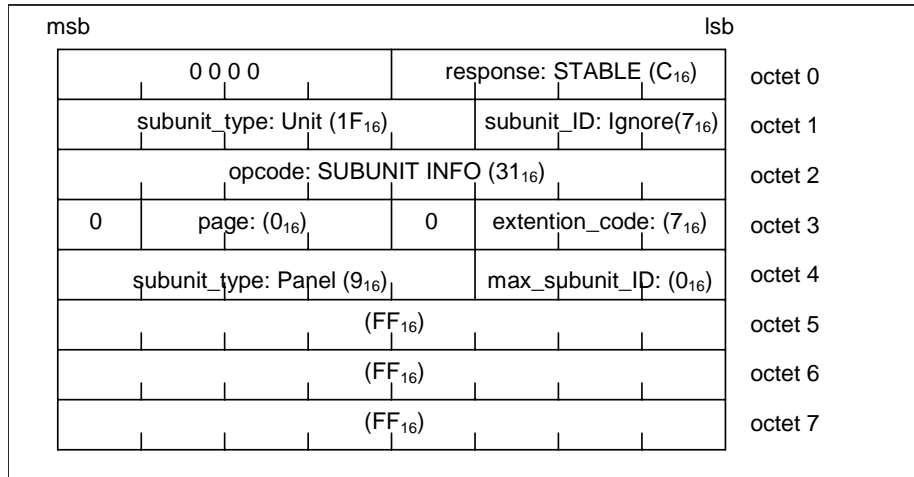 msb lsb
0 0 0 0 response: STABLE (C₁₆) octet 0
subunit_type: Unit (1F₁₆) subunit_ID: Ignore(7₁₆) octet 1
opcode: SUBUNIT INFO (31₁₆) octet 2
0 page: (0₁₆) 0 extention_code: (7₁₆) octet 3
subunit_type: Panel (9₁₆) max_subunit_ID: (0₁₆) octet 4
(FF₁₆) octet 5
(FF₁₆) octet 6
(FF₁₆) octet 7